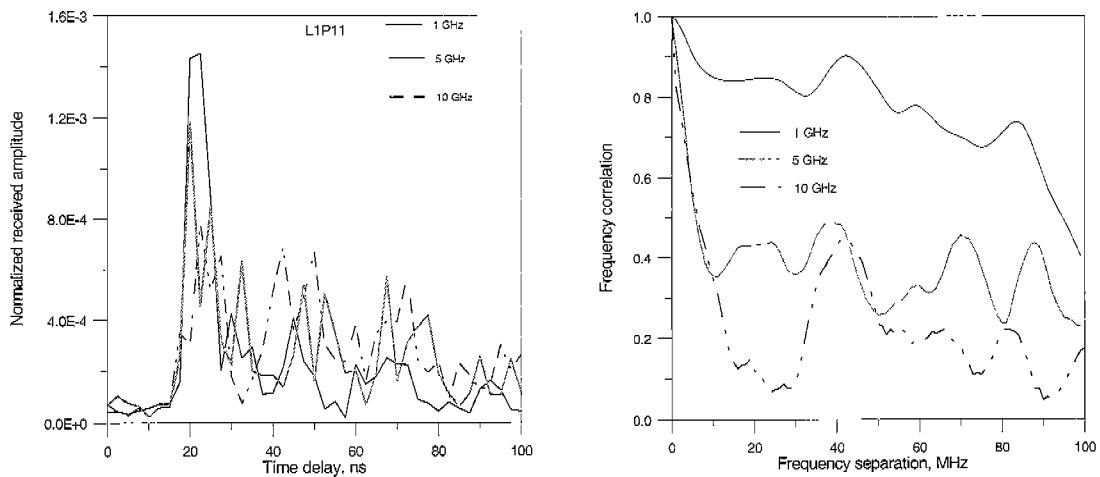 L1P11
1 GHz
5 GHz
10 GHz
Normalized received amplitude
1.6E-3
1.2E-3
8.0E-4
4.0E-4
0.0E+0
0
20
40
60
80
100
Time delay, ns
1 GHz
5 GHz
10 GHz
Frequency correlation
1.0
0.8
0.6
0.4
0.2
0.0
0
20
40
60
80
100
Frequency separation, MHz